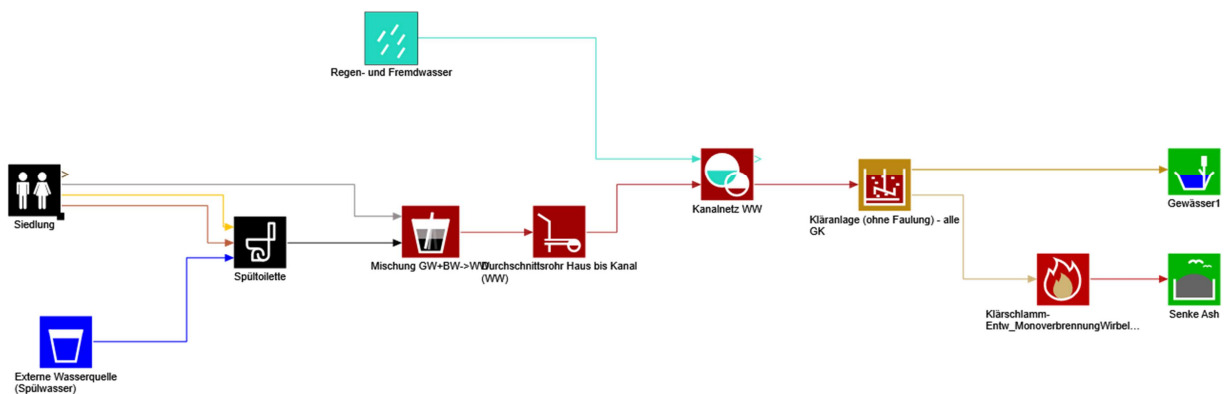 Regen- und Fremdwasser
Siedlung
Spültoilette
Externe Wasserquelle
(Spülwasser)
Mischung GW+BW->WW
Durchschnittsrohr Haus bis Kanal
(WW)
Kanalnetz WW
Kläranlage (ohne Faulung) - alle
GK
Gewässer1
Klärschlamm-
Entw_MonoverbrennungWirbel...
Senke Ash